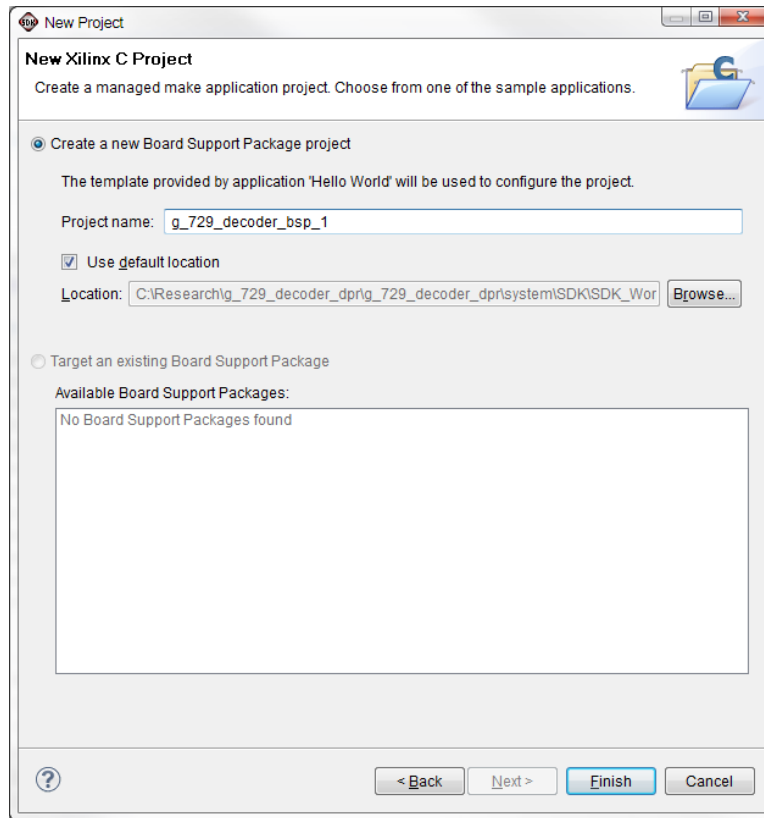 SDK New Project
New Xilinx C Project
Create a managed make application project. Choose from one of the sample applications.
C
Create a new Board Support Package project
The template provided by application 'Hello World' will be used to configure the project.
Project name: g_729_decoder_bsp_1
Use default location
Location: C:\Research\g_729_decoder_dpr\g_729_decoder_dpr\system\SDK\SDK_Wor Browse...
Target an existing Board Support Package
Available Board Support Packages:
No Board Support Packages found
? < Back Next > Finish Cancel